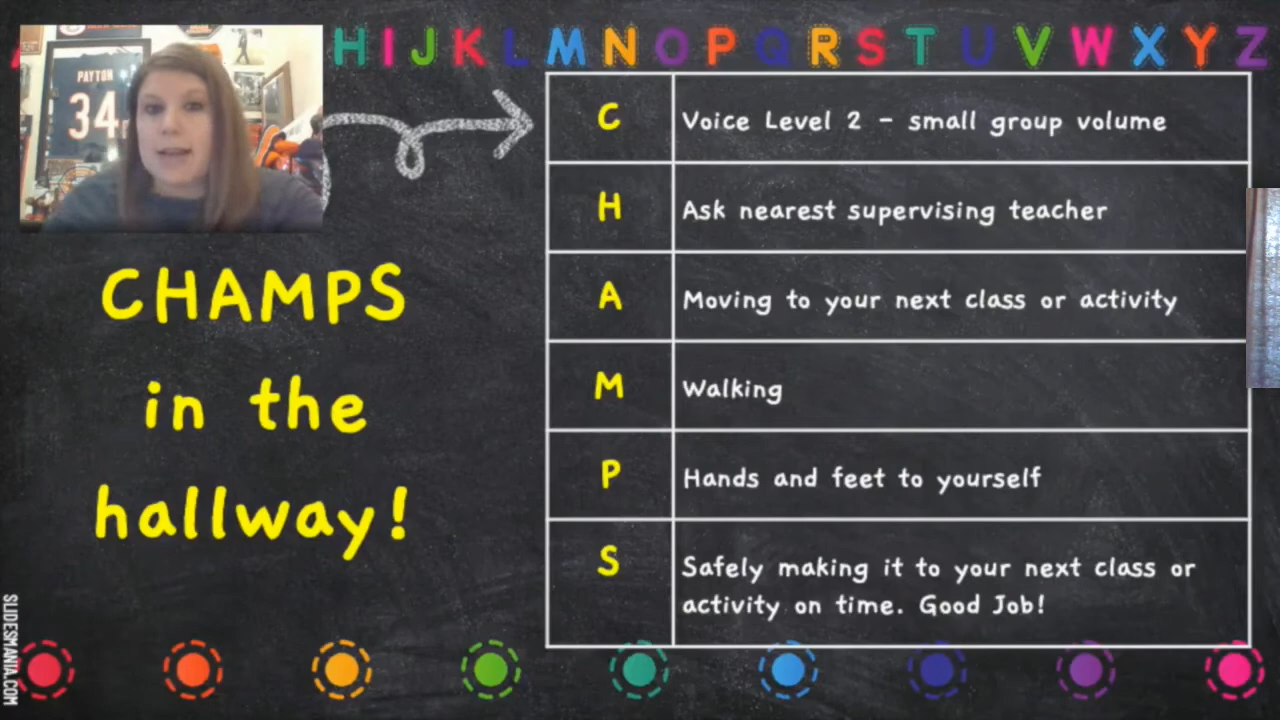 PAYTON
34
H I J K L M N O P Q R S T U V W X Y Z
CHAMPS
in the
hallway!
C Voice Level 2 - small group volume
H Ask nearest supervising teacher
A Moving to your next class or activity
M Walking
P Hands and feet to yourself
S Safely making it to your next class or
activity on time. Good Job!
SLIDESMANIA.COM